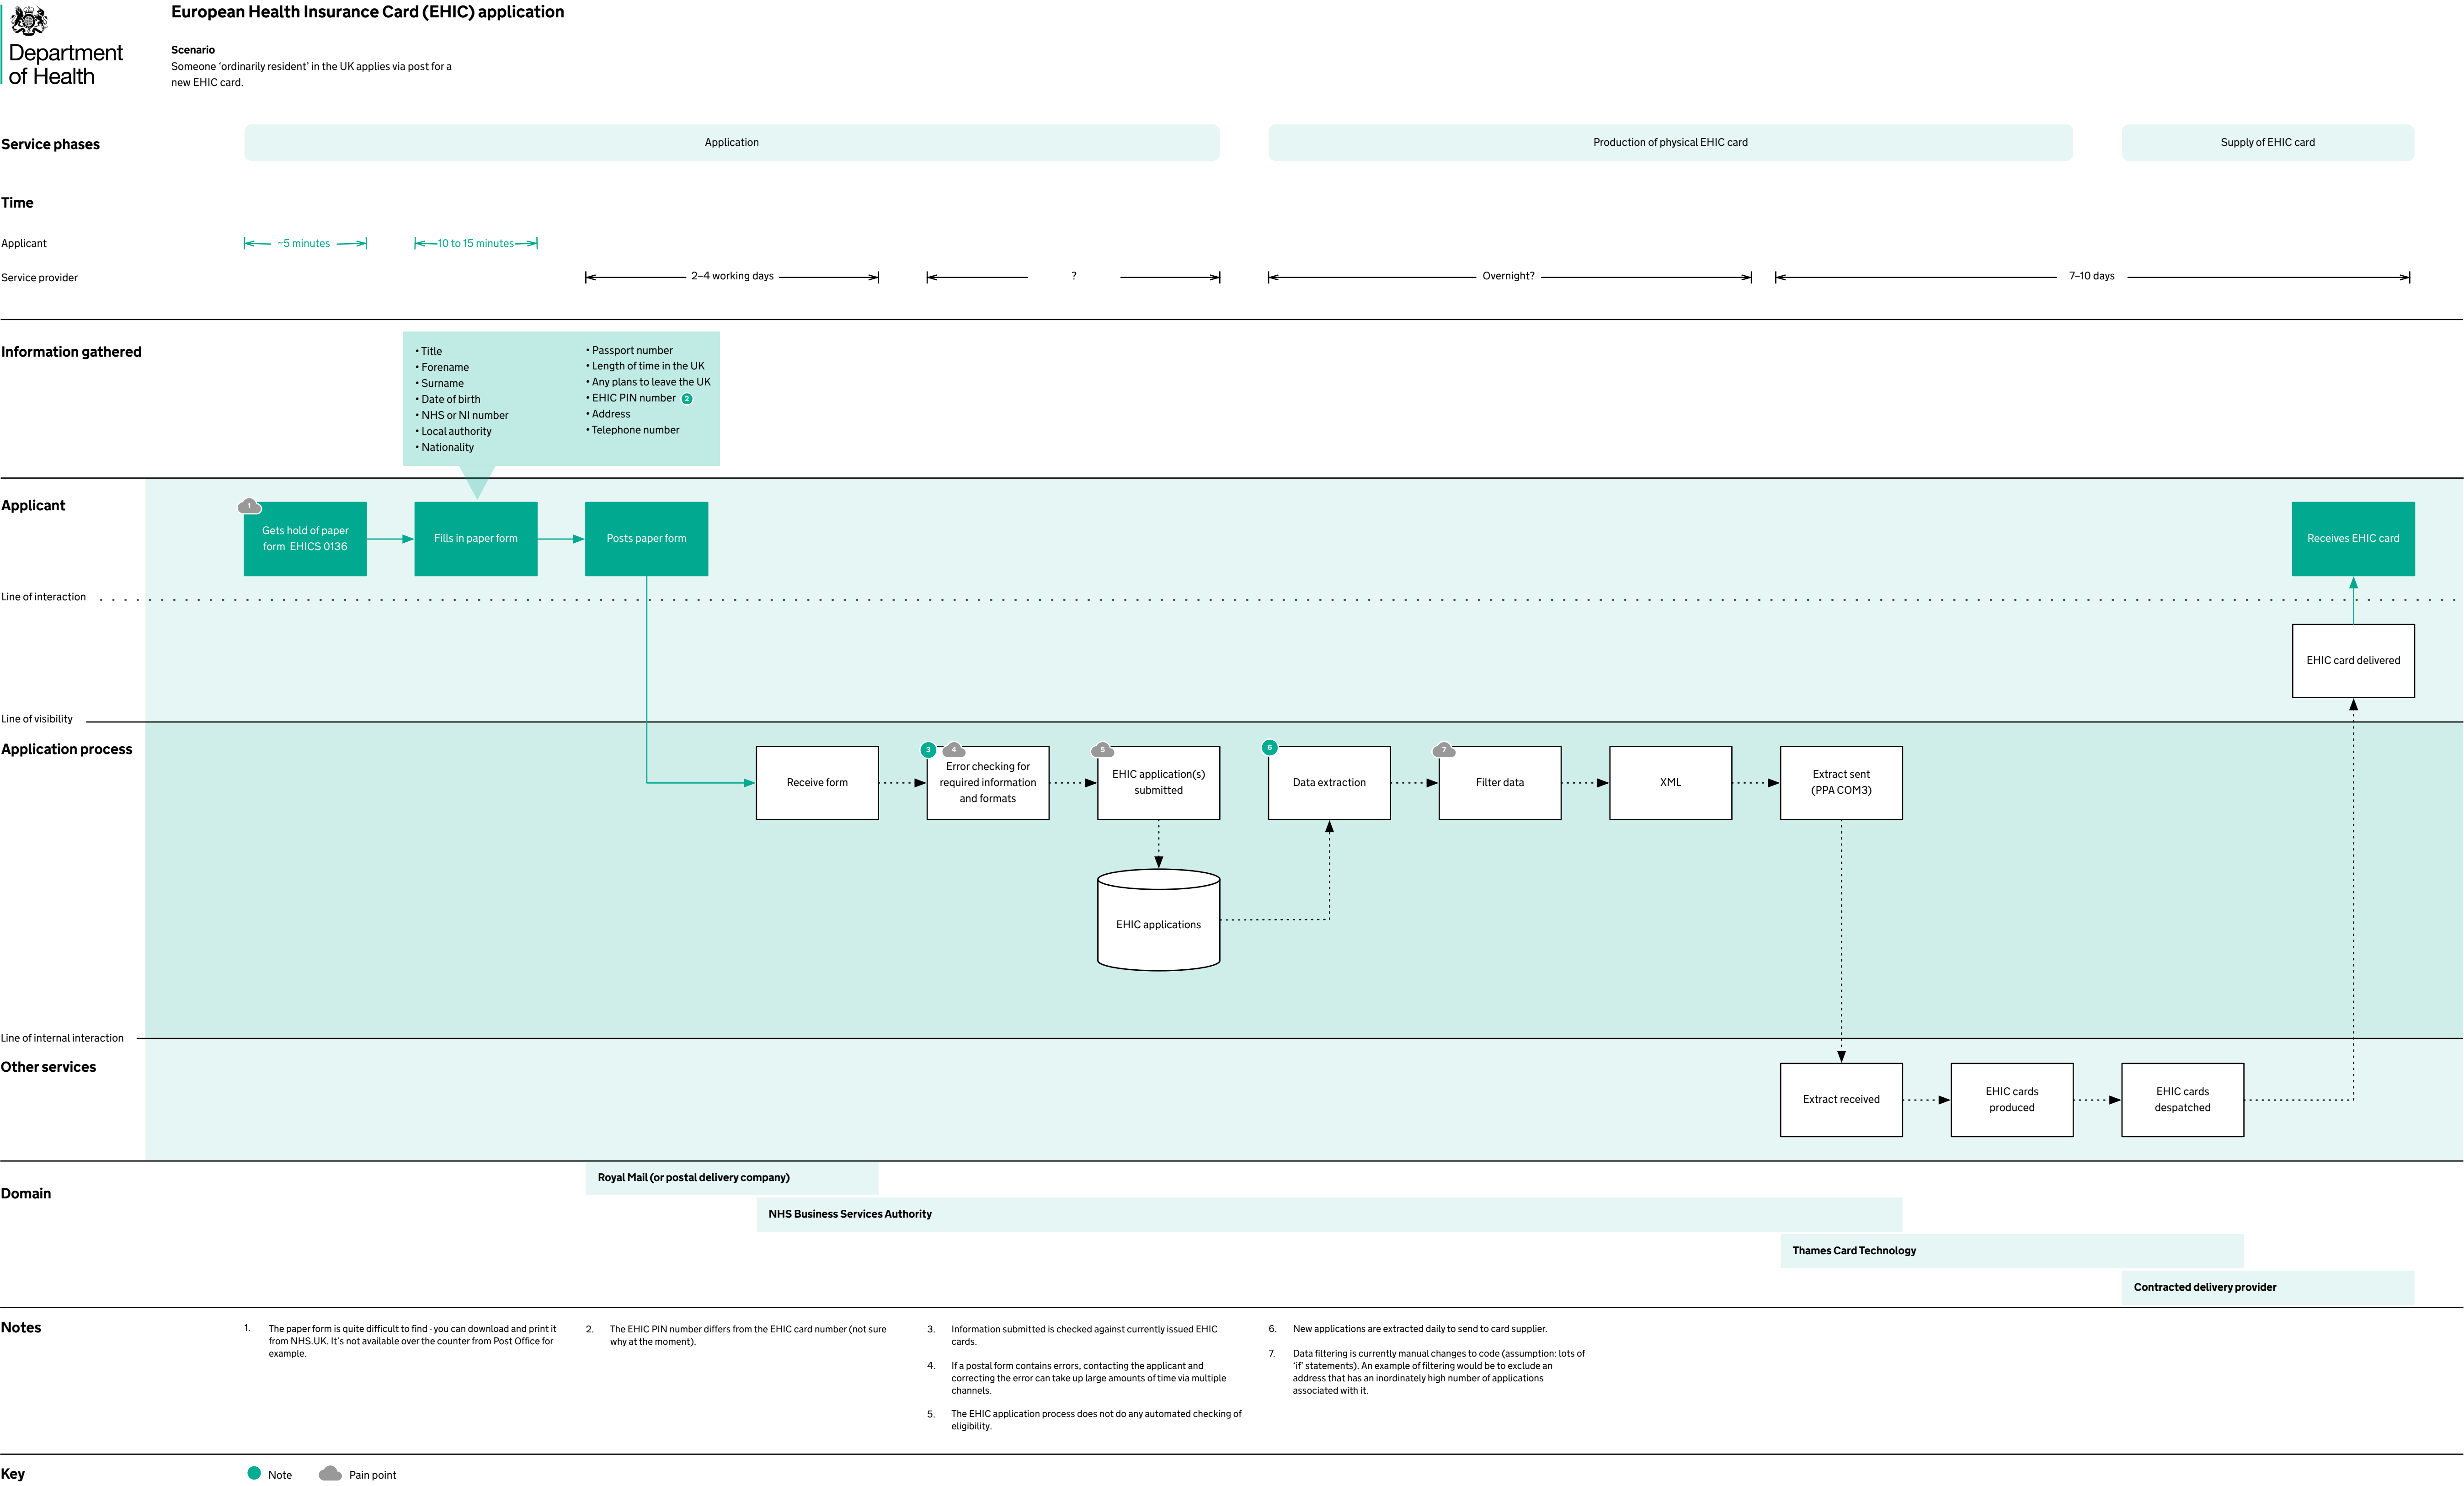 Department
of Health
European Health Insurance Card (EHIC) application
Scenario
Someone ‘ordinarily resident’ in the UK applies via post for a
new EHIC card.
Service phases
Application
Production of physical EHIC card
Supply of EHIC card
Time
Applicant
~5 minutes
10 to 15 minutes
Service provider
2–4 working days
?
Overnight?
7–10 days
Information gathered
• Title
• Forename
• Surname
• Date of birth
• NHS or NI number
• Local authority
• Nationality
• Passport number
• Length of time in the UK
• Any plans to leave the UK
• EHIC PIN number 2
• Address
• Telephone number
Applicant
1
Gets hold of paper
form EHICS 0136
Fills in paper form
Posts paper form
Receives EHIC card
Line of interaction
EHIC card delivered
Line of visibility
Application process
Receive form
3 4
Error checking for
required information
and formats
5
EHIC application(s)
submitted
6
Data extraction
7
Filter data
XML
Extract sent
(PPA COM3)
EHIC applications
Line of internal interaction
Other services
Extract received
EHIC cards
produced
EHIC cards
despatched
Domain
Royal Mail (or postal delivery company)
NHS Business Services Authority
Thames Card Technology
Contracted delivery provider
Notes
1. The paper form is quite difficult to find - you can download and print it
from NHS.UK. It’s not available over the counter from Post Office for
example.
2. The EHIC PIN number differs from the EHIC card number (not sure
why at the moment).
3. Information submitted is checked against currently issued EHIC
cards.
4. If a postal form contains errors, contacting the applicant and
correcting the error can take up large amounts of time via multiple
channels.
5. The EHIC application process does not do any automated checking of
eligibility.
6. New applications are extracted daily to send to card supplier.
7. Data filtering is currently manual changes to code (assumption: lots of
‘if’ statements). An example of filtering would be to exclude an
address that has an inordinately high number of applications
associated with it.
Key
Note
Pain point